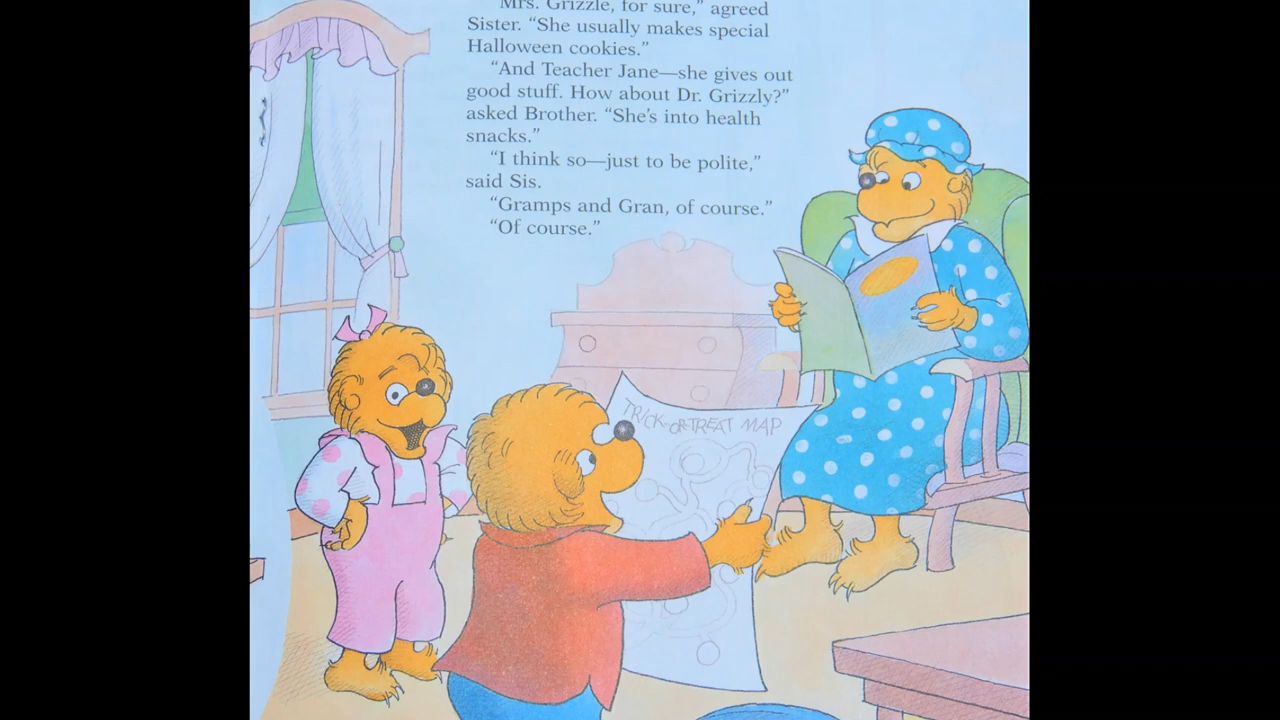 “Mrs. Grizzle, for sure,” agreed
Sister. “She usually makes special
Halloween cookies.”
“And Teacher Jane—she gives out
good stuff. How about Dr. Grizzly?”
asked Brother. “She’s into health
snacks.”
“I think so—just to be polite,”
said Sis.
“Gramps and Gran, of course.”
“Of course.”
TRICK-OR-TREAT MAP